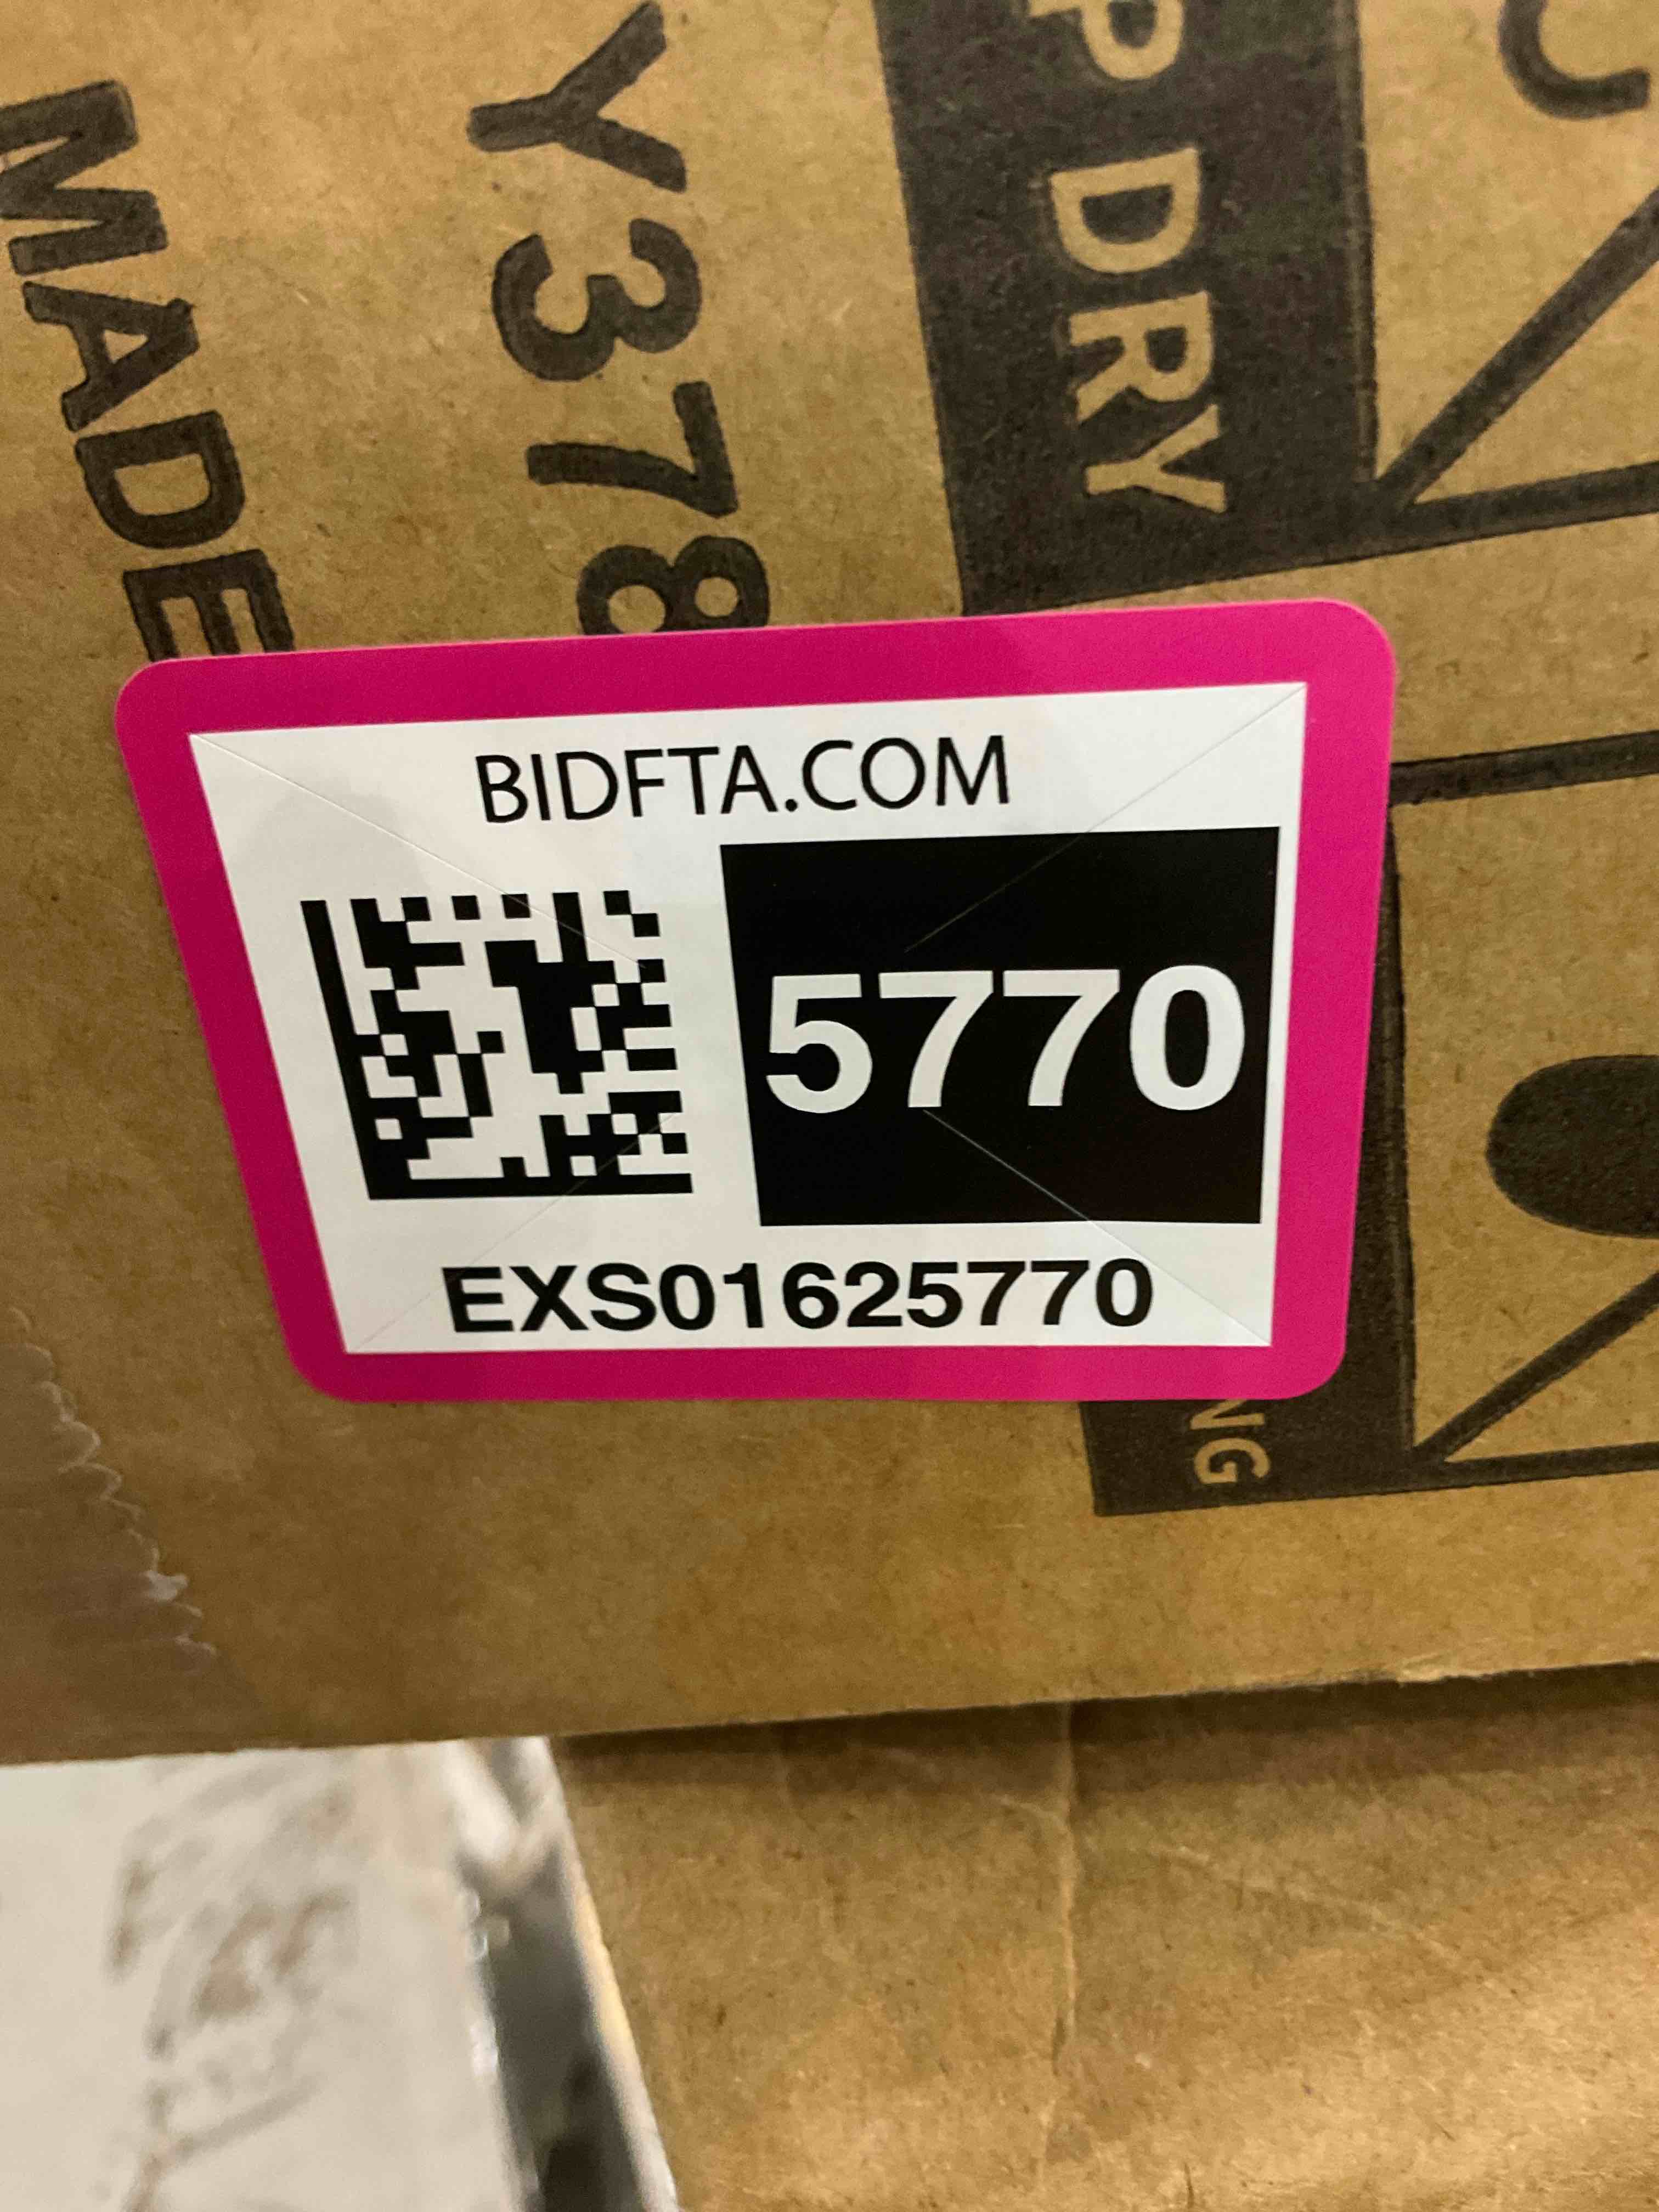 MADE
Y378
P DRY
BIDFTA.COM
5770
EXS01625770
NG